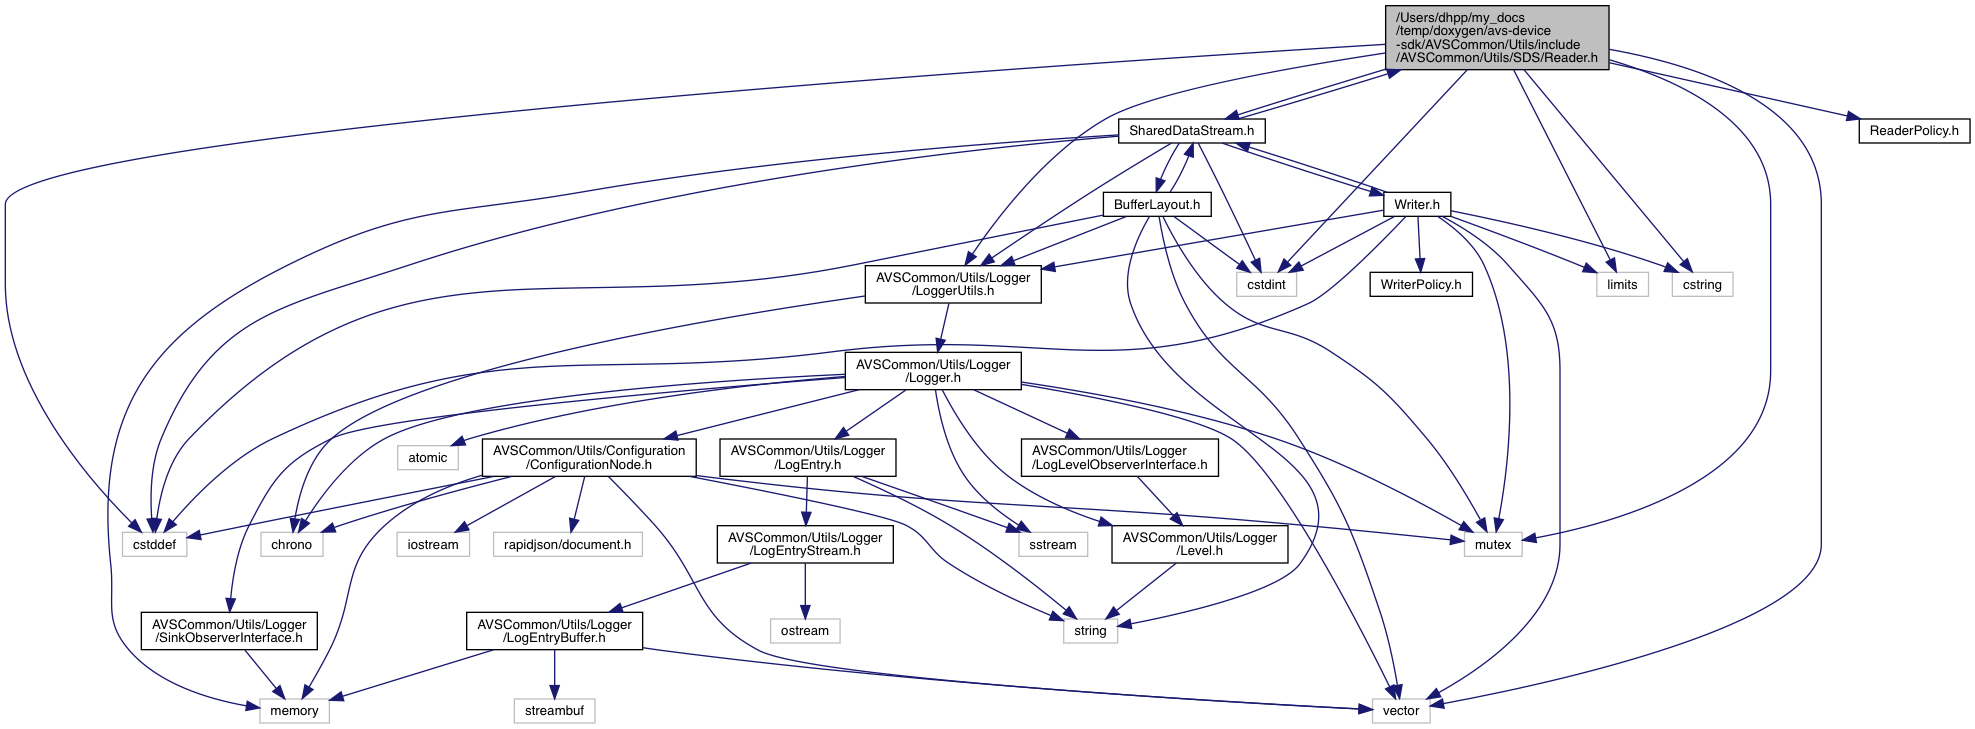 /Users/dhpp/my_docs
/temp/doxygen/avs-device
-sdk/AVSCommon/Utils/include
/AVSCommon/Utils/SDS/Reader.h
SharedDataStream.h
ReaderPolicy.h
BufferLayout.h
Writer.h
AVSCommon/Utils/Logger
/LoggerUtils.h
cstdint
WriterPolicy.h
limits
cstring
AVSCommon/Utils/Logger
/Logger.h
atomic
AVSCommon/Utils/Configuration
/ConfigurationNode.h
AVSCommon/Utils/Logger
/LogEntry.h
AVSCommon/Utils/Logger
/LogLevelObserverInterface.h
cstddef
chrono
iostream
rapidjson/document.h
AVSCommon/Utils/Logger
/LogEntryStream.h
sstream
AVSCommon/Utils/Logger
/Level.h
mutex
AVSCommon/Utils/Logger
/SinkObserverInterface.h
AVSCommon/Utils/Logger
/LogEntryBuffer.h
ostream
string
memory
streambuf
vector